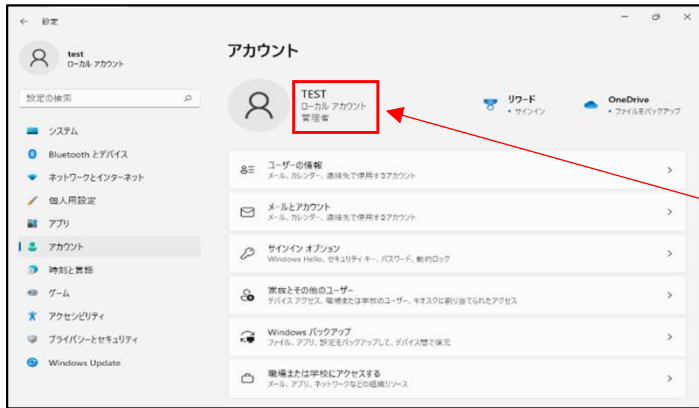 設定
test
ローカル アカウント
設定の検索
システム
Bluetooth とデバイス
ネットワークとインターネット
個人用設定
アプリ
アカウント
時刻と言語
ゲーム
アクセシビリティ
プライバシーとセキュリティ
Windows Update
アカウント
TEST
ローカル アカウント
管理者
リワード
• サインイン
OneDrive
• ファイルをバックアップ
ユーザーの情報
メール、カレンダー、連絡先で使用するアカウント
メールとアカウント
メール、カレンダー、連絡先で使用するアカウント
サインイン オプション
Windows Hello、セキュリティ キー、パスワード、動的ロック
家族とその他のユーザー
デバイス アクセス、職場または学校のユーザー、キオスクに割り当てられたアクセス
Windows バックアップ
ファイル、アプリ、設定をバックアップして、デバイス間で復元
職場または学校にアクセスする
メール、アプリ、ネットワークなどの組織リソース